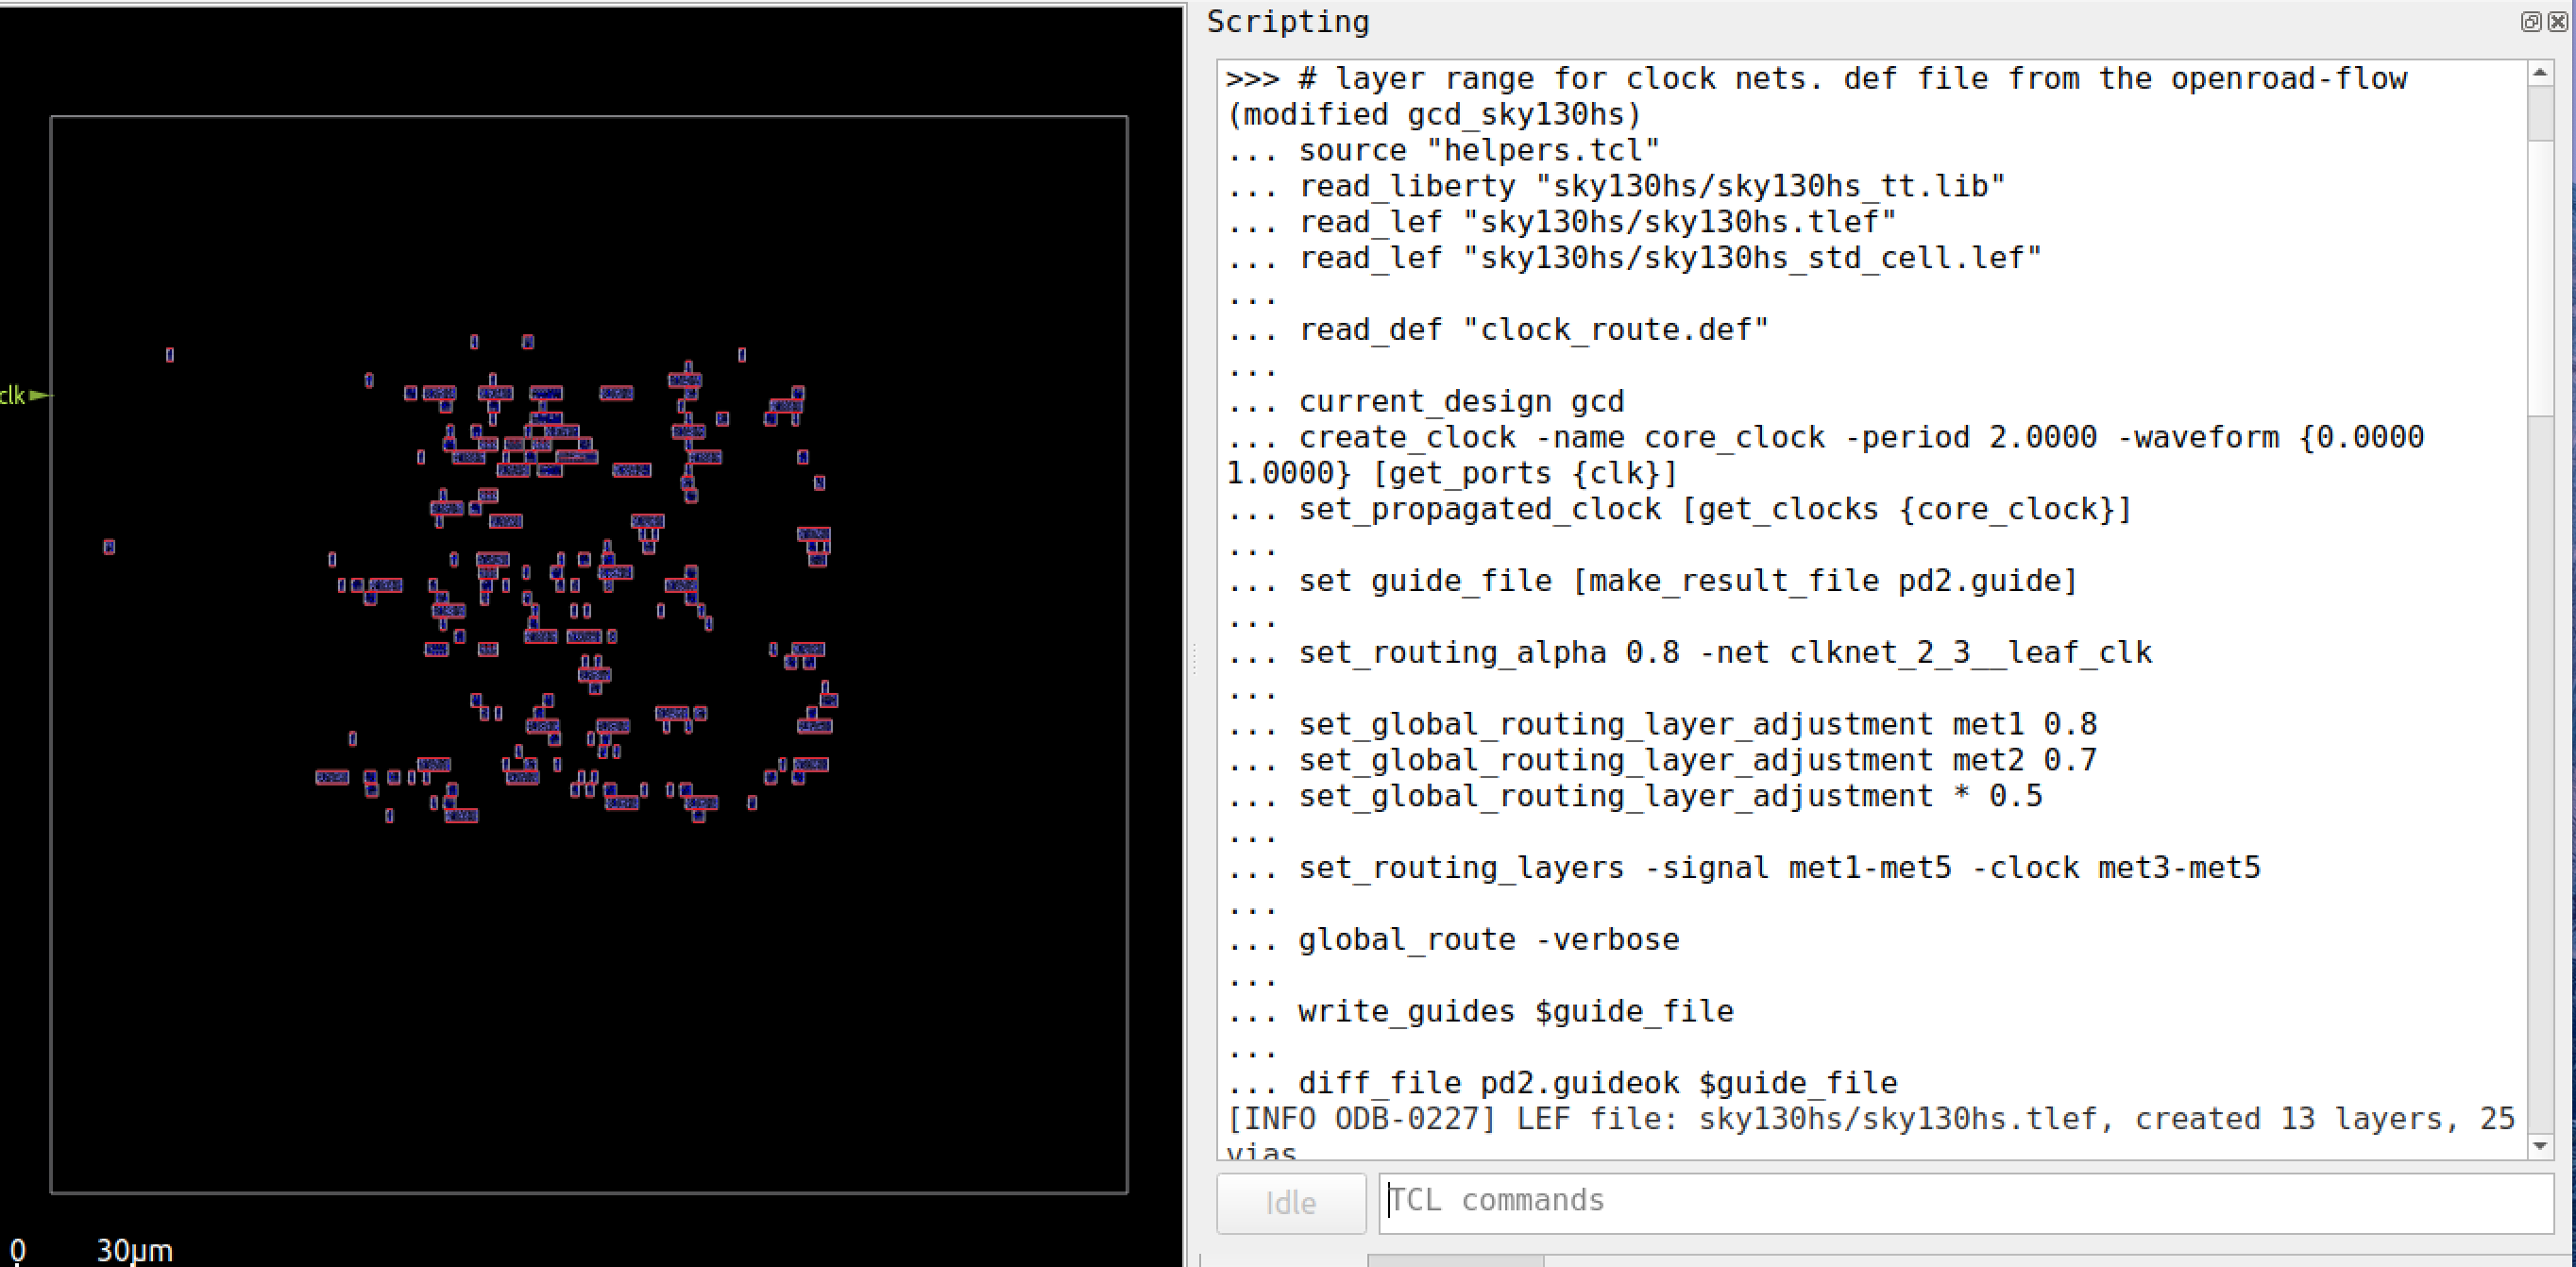 Scripting
>>> # layer range for clock nets. def file from the openroad-flow
(modified gcd_sky130hs)
... source "helpers.tcl"
... read_liberty "sky130hs/sky130hs_tt.lib"
... read_lef "sky130hs/sky130hs.tlef"
... read_lef "sky130hs/sky130hs_std_cell.lef"
...
... read_def "clock_route.def"
...
... current_design gcd
... create_clock -name core_clock -period 2.0000 -waveform {0.0000
1.0000} [get_ports {clk}]
... set_propagated_clock [get_clocks {core_clock}]
...
... set guide_file [make_result_file pd2.guide]
...
... set_routing_alpha 0.8 -net clknet_2_3__leaf_clk
...
... set_global_routing_layer_adjustment met1 0.8
... set_global_routing_layer_adjustment met2 0.7
... set_global_routing_layer_adjustment * 0.5
...
... set_routing_layers -signal met1-met5 -clock met3-met5
...
... global_route -verbose
...
... write_guides $guide_file
...
... diff_file pd2.guideok $guide_file
[INFO ODB-0227] LEF file: sky130hs/sky130hs.tlef, created 13 layers, 25
vias
Idle
TCL commands
clk
0
30µm